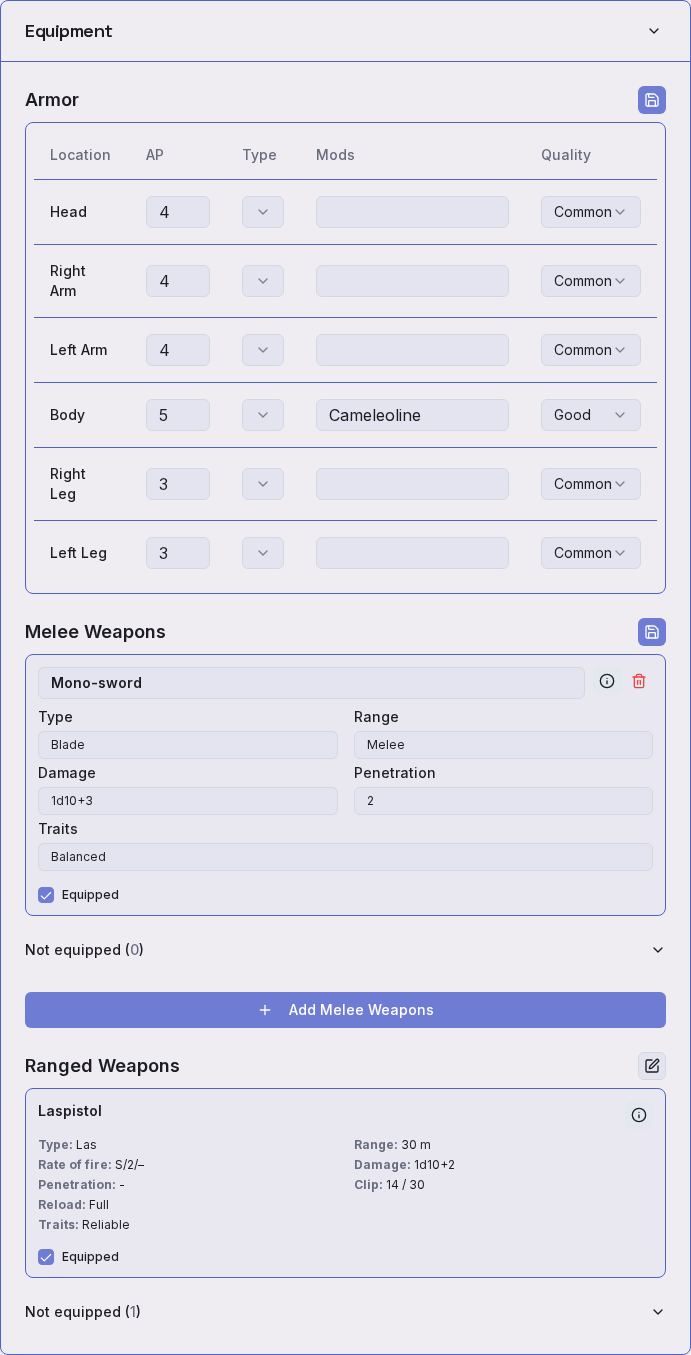 Equipment
Armor
Location AP Type Mods Quality
Head 4 Common
Right
Arm 4 Common
Left Arm 4 Common
Body 5 Cameleoline Good
Right
Leg 3 Common
Left Leg 3 Common
Melee Weapons
Mono-sword
Type Range
Blade Melee
Damage Penetration
1d10+3 2
Traits
Balanced
Equipped
Not equipped (0)
Add Melee Weapons
Ranged Weapons
Laspistol
Type: Las Range: 30 m
Rate of fire: S/2/– Damage: 1d10+2
Penetration: - Clip: 14 / 30
Reload: Full
Traits: Reliable
Equipped
Not equipped (1)